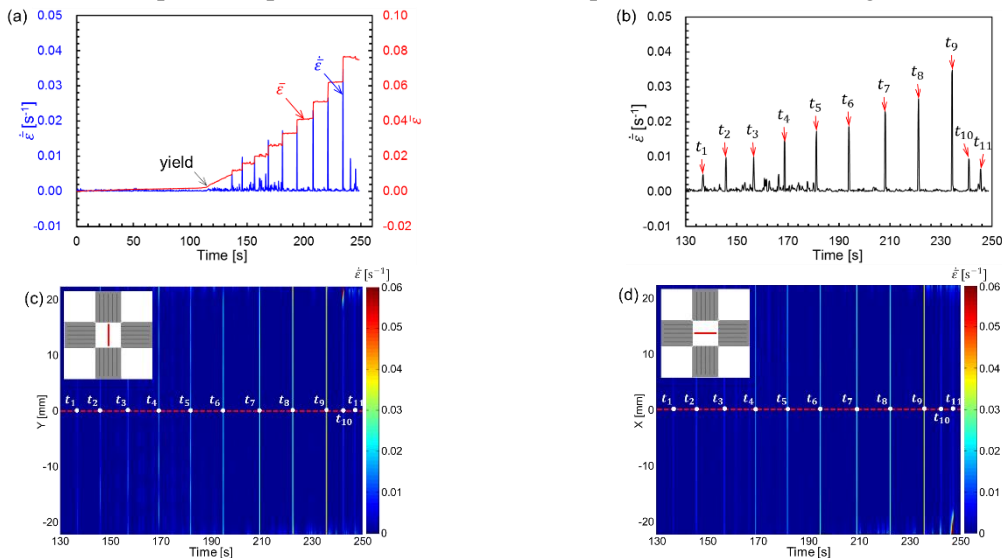 (a)
0.05
0.04
0.03
0.02
0.01
0.00
-0.01
ε̇̄ [s⁻¹]
0.10
0.08
0.06
0.04
0.02
0.00
-0.02
ε̄
ε̄
ε̇̄
yield
0 50 100 150 200 250
Time [s]
(b)
0.05
0.04
0.03
0.02
0.01
0.00
-0.01
ε̇̄ [s⁻¹]
t₁ t₂ t₃ t₄ t₅ t₆ t₇ t₈ t₉ t₁₀ t₁₁
130 150 170 190 210 230 250
Time [s]
(c)
ε̇̄ [s⁻¹]
20
10
0
-10
-20
Y [mm]
t₁ t₂ t₃ t₄ t₅ t₆ t₇ t₈ t₉ t₁₁
t₁₀
0.06
0.05
0.04
0.03
0.02
0.01
0
130 150 170 190 210 230 250
Time [s]
(d)
ε̇̄ [s⁻¹]
20
10
0
-10
-20
X [mm]
t₁ t₂ t₃ t₄ t₅ t₆ t₇ t₈ t₉ t₁₁
t₁₀
0.06
0.05
0.04
0.03
0.02
0.01
0
130 150 170 190 210 230 250
Time [s]